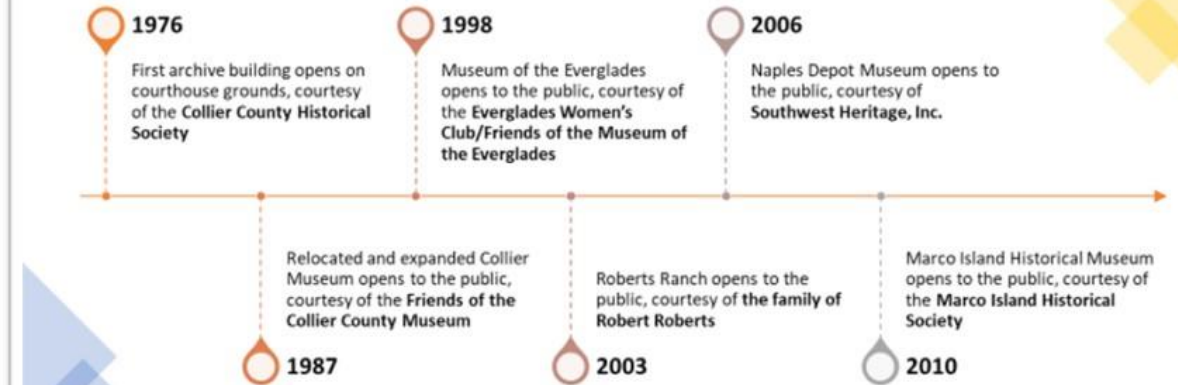 1976
First archive building opens on
courthouse grounds, courtesy
of the Collier County Historical
Society
1998
Museum of the Everglades
opens to the public, courtesy of
the Everglades Women's
Club/Friends of the Museum of
the Everglades
2006
Naples Depot Museum opens to
the public, courtesy of
Southwest Heritage, Inc.
Relocated and expanded Collier
Museum opens to the public,
courtesy of the Friends of the
Collier County Museum
1987
Roberts Ranch opens to the
public, courtesy of the family of
Robert Roberts
2003
Marco Island Historical Museum
opens to the public, courtesy of
the Marco Island Historical
Society
2010